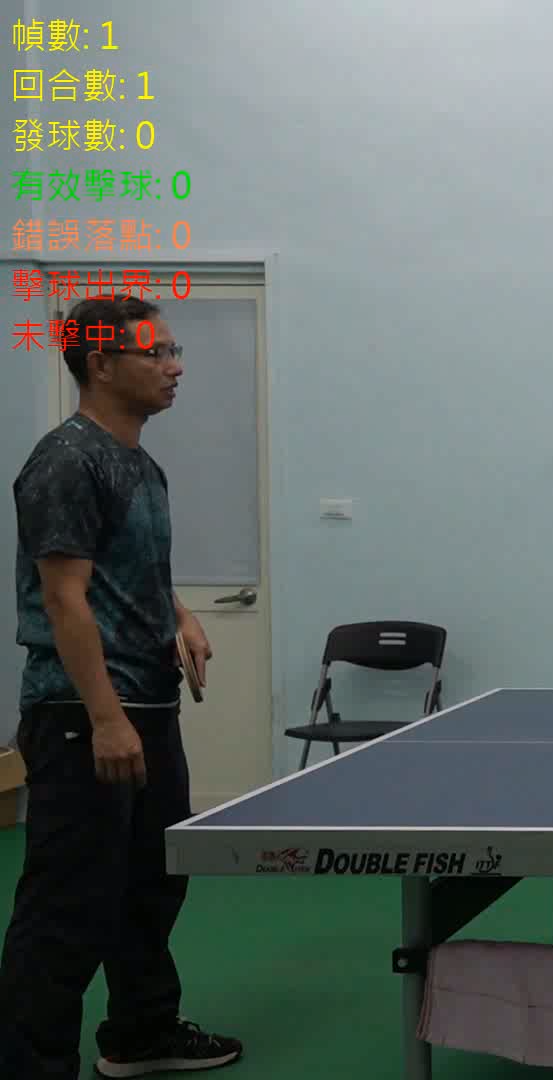 幀數: 1
回合數: 1
發球數: 0
有效擊球: 0
錯誤落點: 0
擊球出界: 0
未擊中: 0
DOUBLE FISH
ITTF